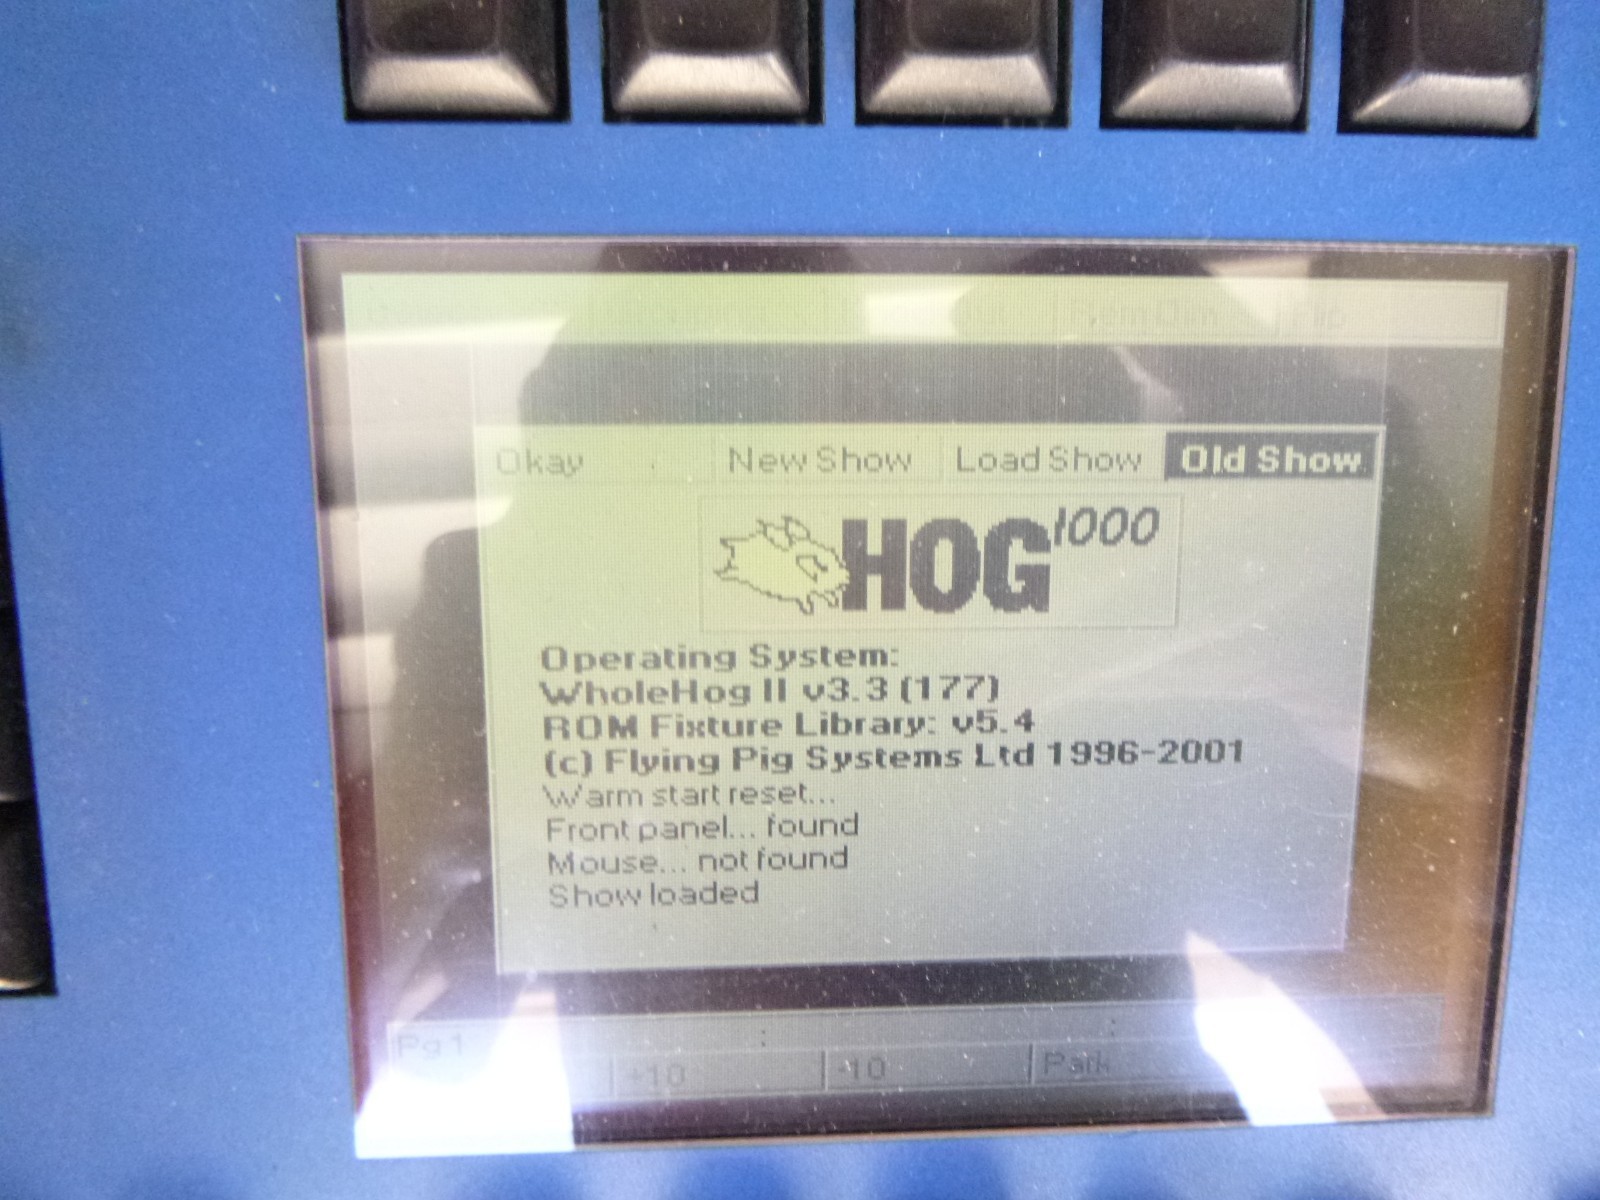 Okay New Show Load Show Old Show
HOG1000
Operating System:
WholeHog II v3.3 (177)
ROM Fixture Library: v5.4
(c) Flying Pig Systems Ltd 1996-2001
Warm start reset...
Front panel... found
Mouse... not found
Show loaded
Pg1 : :
+10 -10 Park